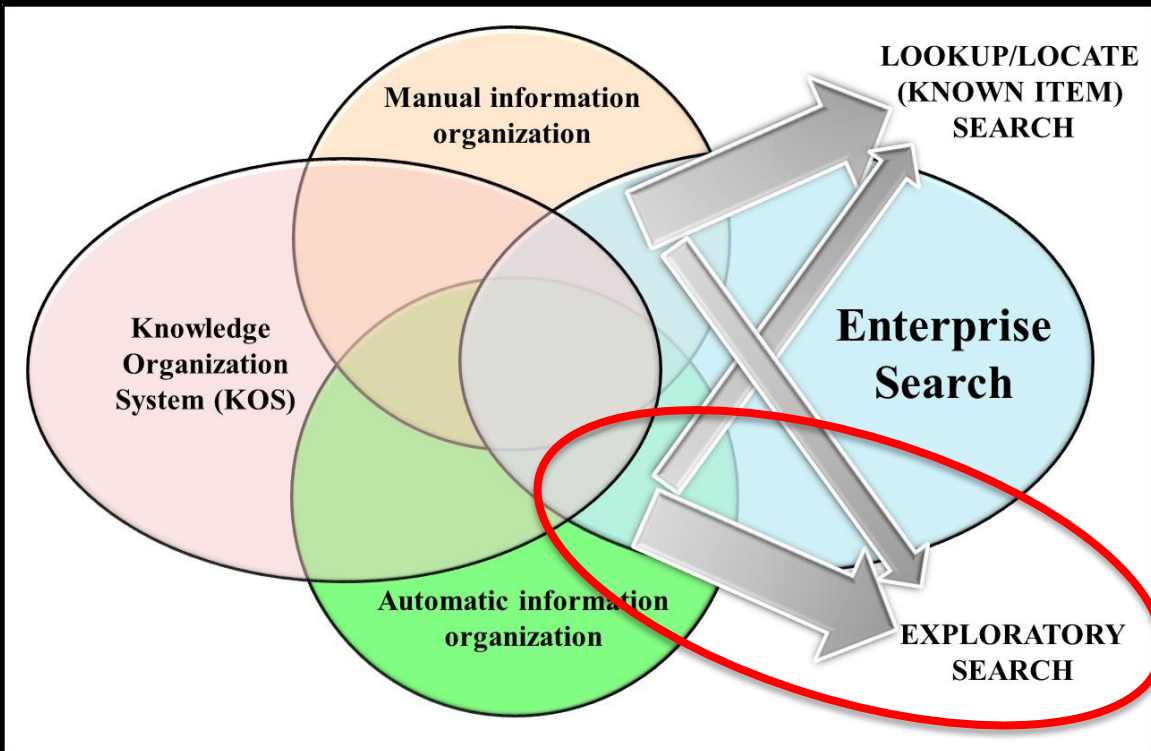 LOOKUP/LOCATE
(KNOWN ITEM)
SEARCH
Manual information
organization
Knowledge
Organization
System (KOS)
Enterprise
Search
Automatic information
organization
EXPLORATORY
SEARCH